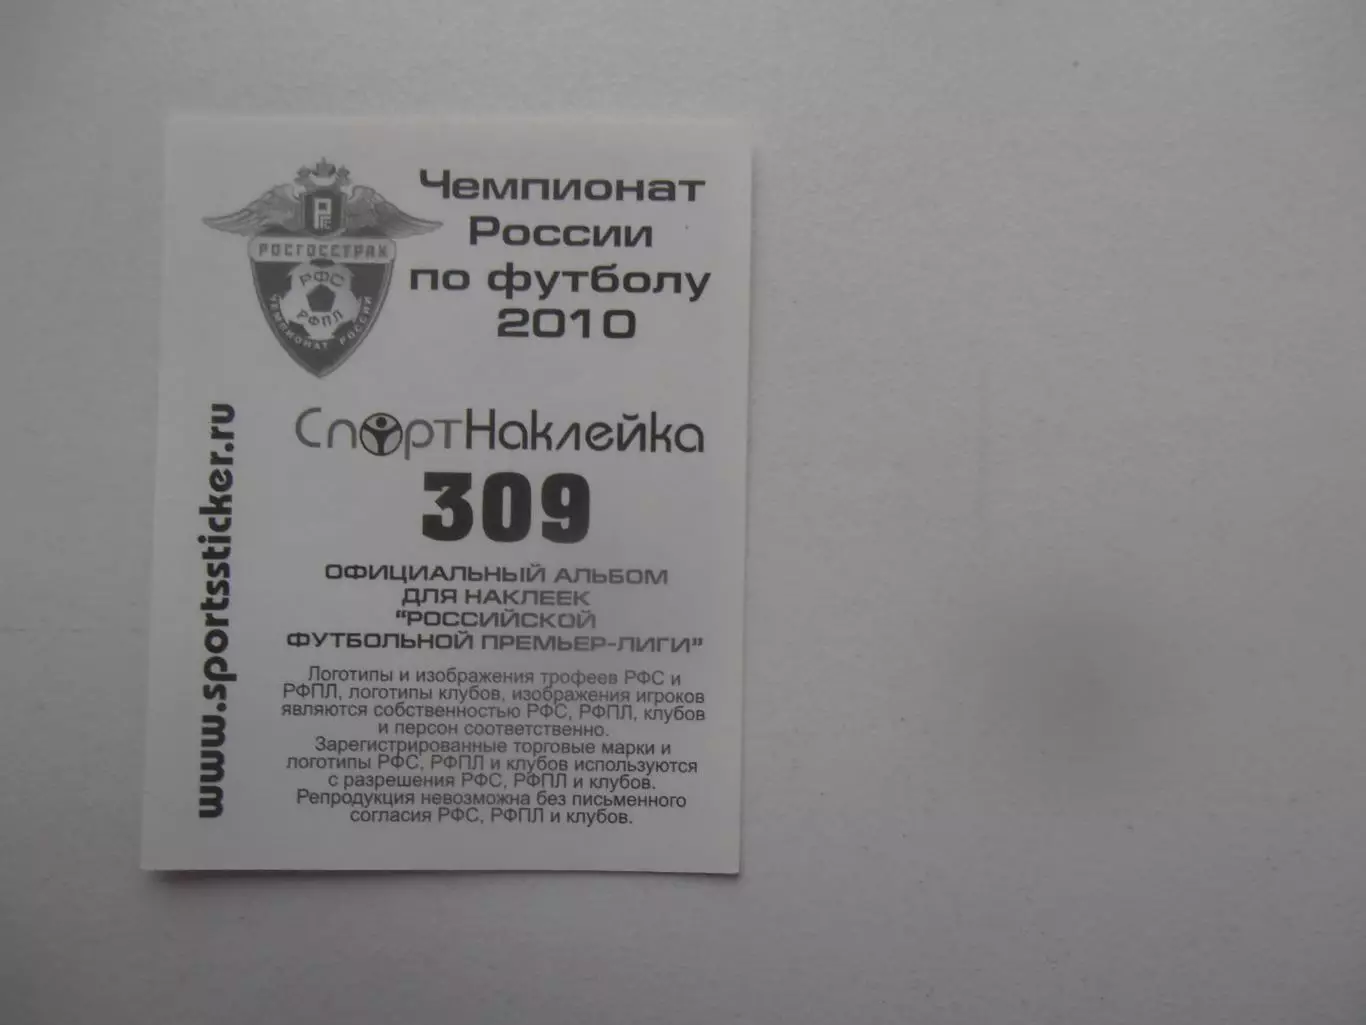 Чемпионат
России
по футболу
2010
РОСГОССТРАХ
РФС
РФПЛ
ЧЕМПИОНАТ РОССИИ
СпортНаклейка
309
www.sportssticker.ru
ОФИЦИАЛЬНЫЙ АЛЬБОМ
ДЛЯ НАКЛЕЕК
"РОССИЙСКОЙ
ФУТБОЛЬНОЙ ПРЕМЬЕР-ЛИГИ"
Логотипы и изображения трофеев РФС и
РФПЛ, логотипы клубов, изображения игроков
являются собственностью РФС, РФПЛ, клубов
и персон соответственно.
Зарегистрированные торговые марки и
логотипы РФС, РФПЛ и клубов используются
с разрешения РФС, РФПЛ и клубов.
Репродукция невозможна без письменного
согласия РФС, РФПЛ и клубов.